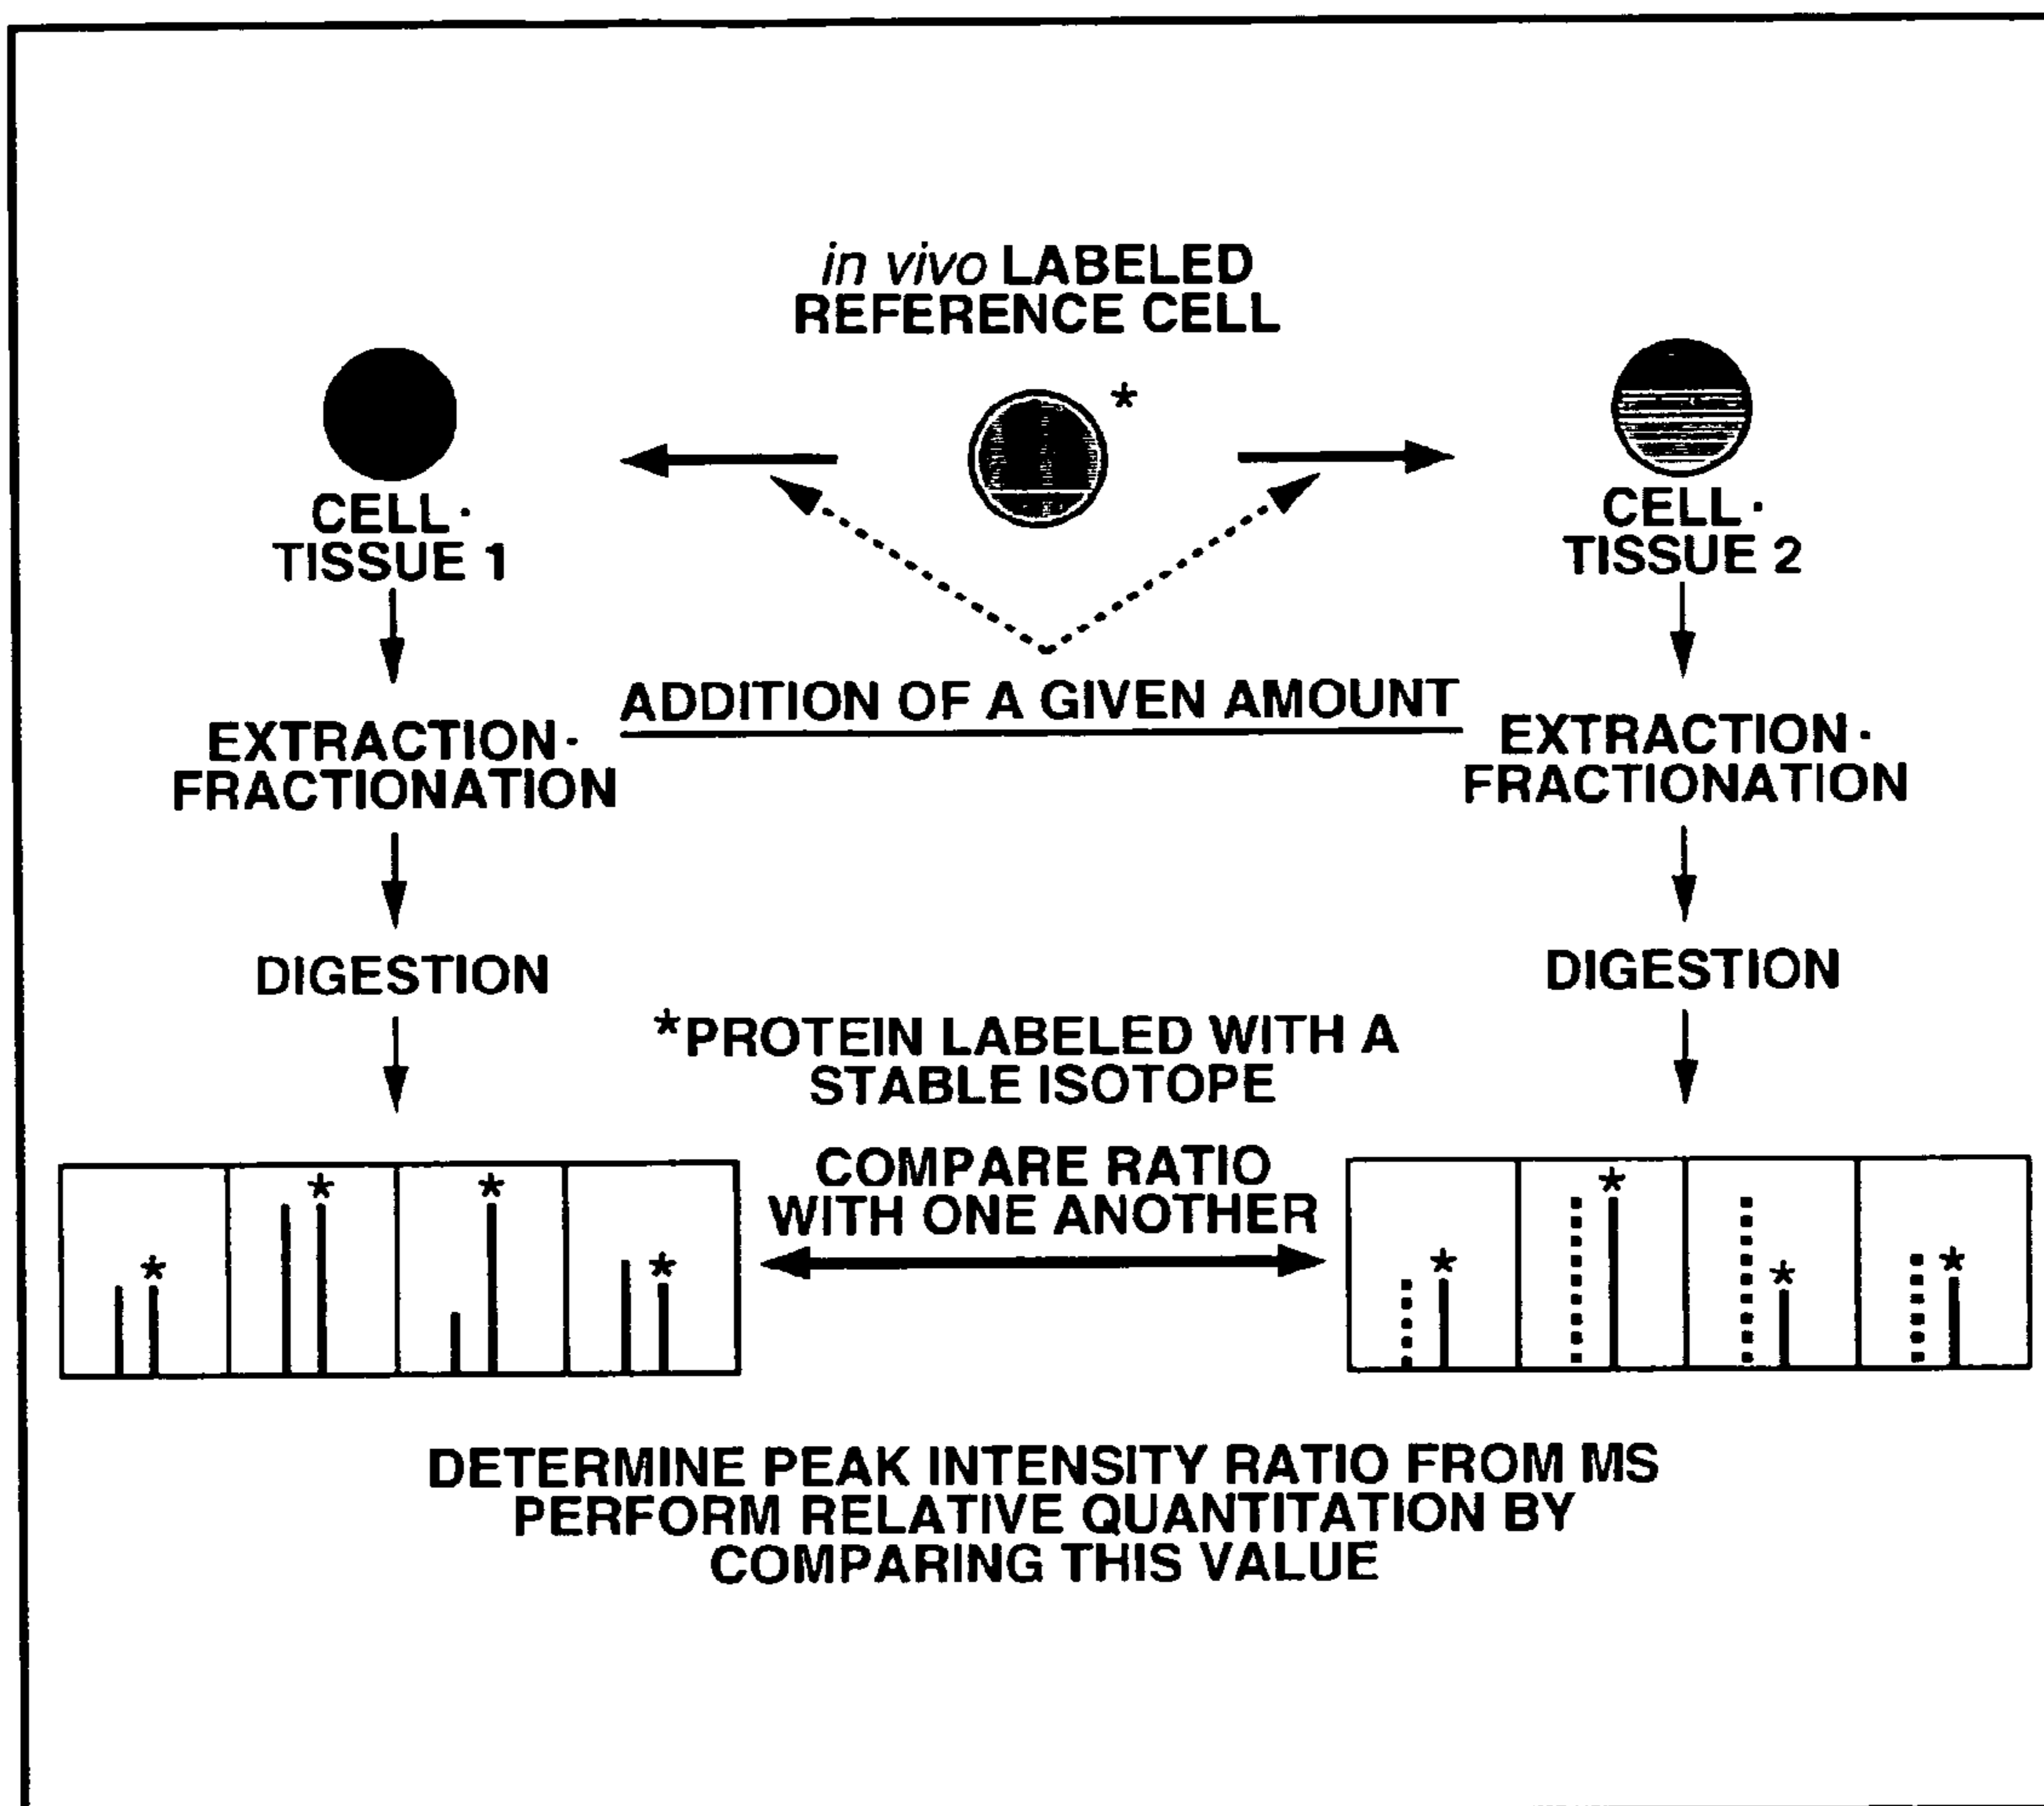 in vivo LABELED
REFERENCE CELL
*
CELL·
TISSUE 1
CELL·
TISSUE 2
ADDITION OF A GIVEN AMOUNT
EXTRACTION·
FRACTIONATION
EXTRACTION·
FRACTIONATION
DIGESTION
DIGESTION
*PROTEIN LABELED WITH A
STABLE ISOTOPE
COMPARE RATIO
WITH ONE ANOTHER
* * * *
* * * *
DETERMINE PEAK INTENSITY RATIO FROM MS
PERFORM RELATIVE QUANTITATION BY
COMPARING THIS VALUE